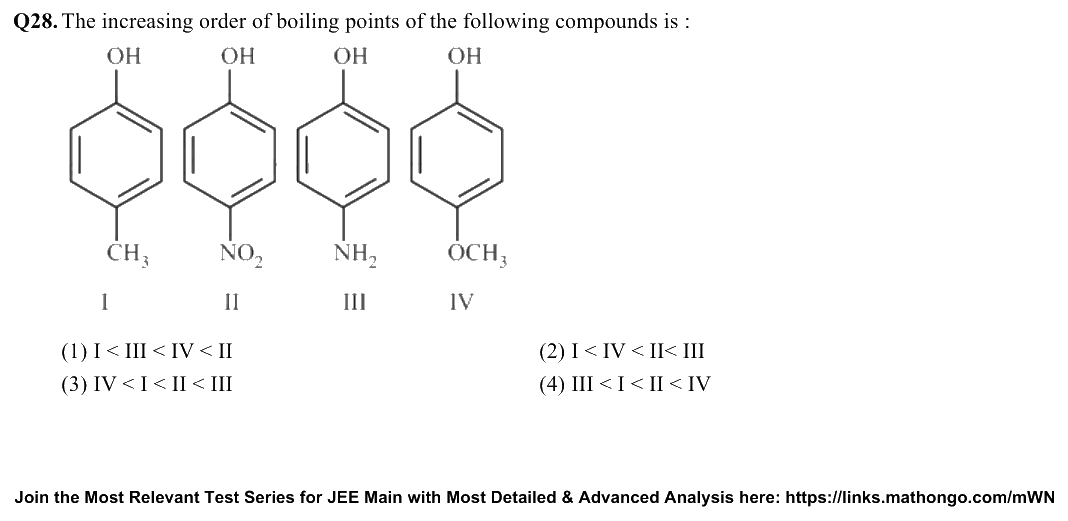 Q28. The increasing order of boiling points of the following compounds is :
OH OH OH OH
CH3 NO2 NH2 OCH3
I II III IV
(1) I < III < IV < II (2) I < IV < II< III
(3) IV < I < II < III (4) III < I < II < IV
Join the Most Relevant Test Series for JEE Main with Most Detailed & Advanced Analysis here: https://links.mathongo.com/mWN